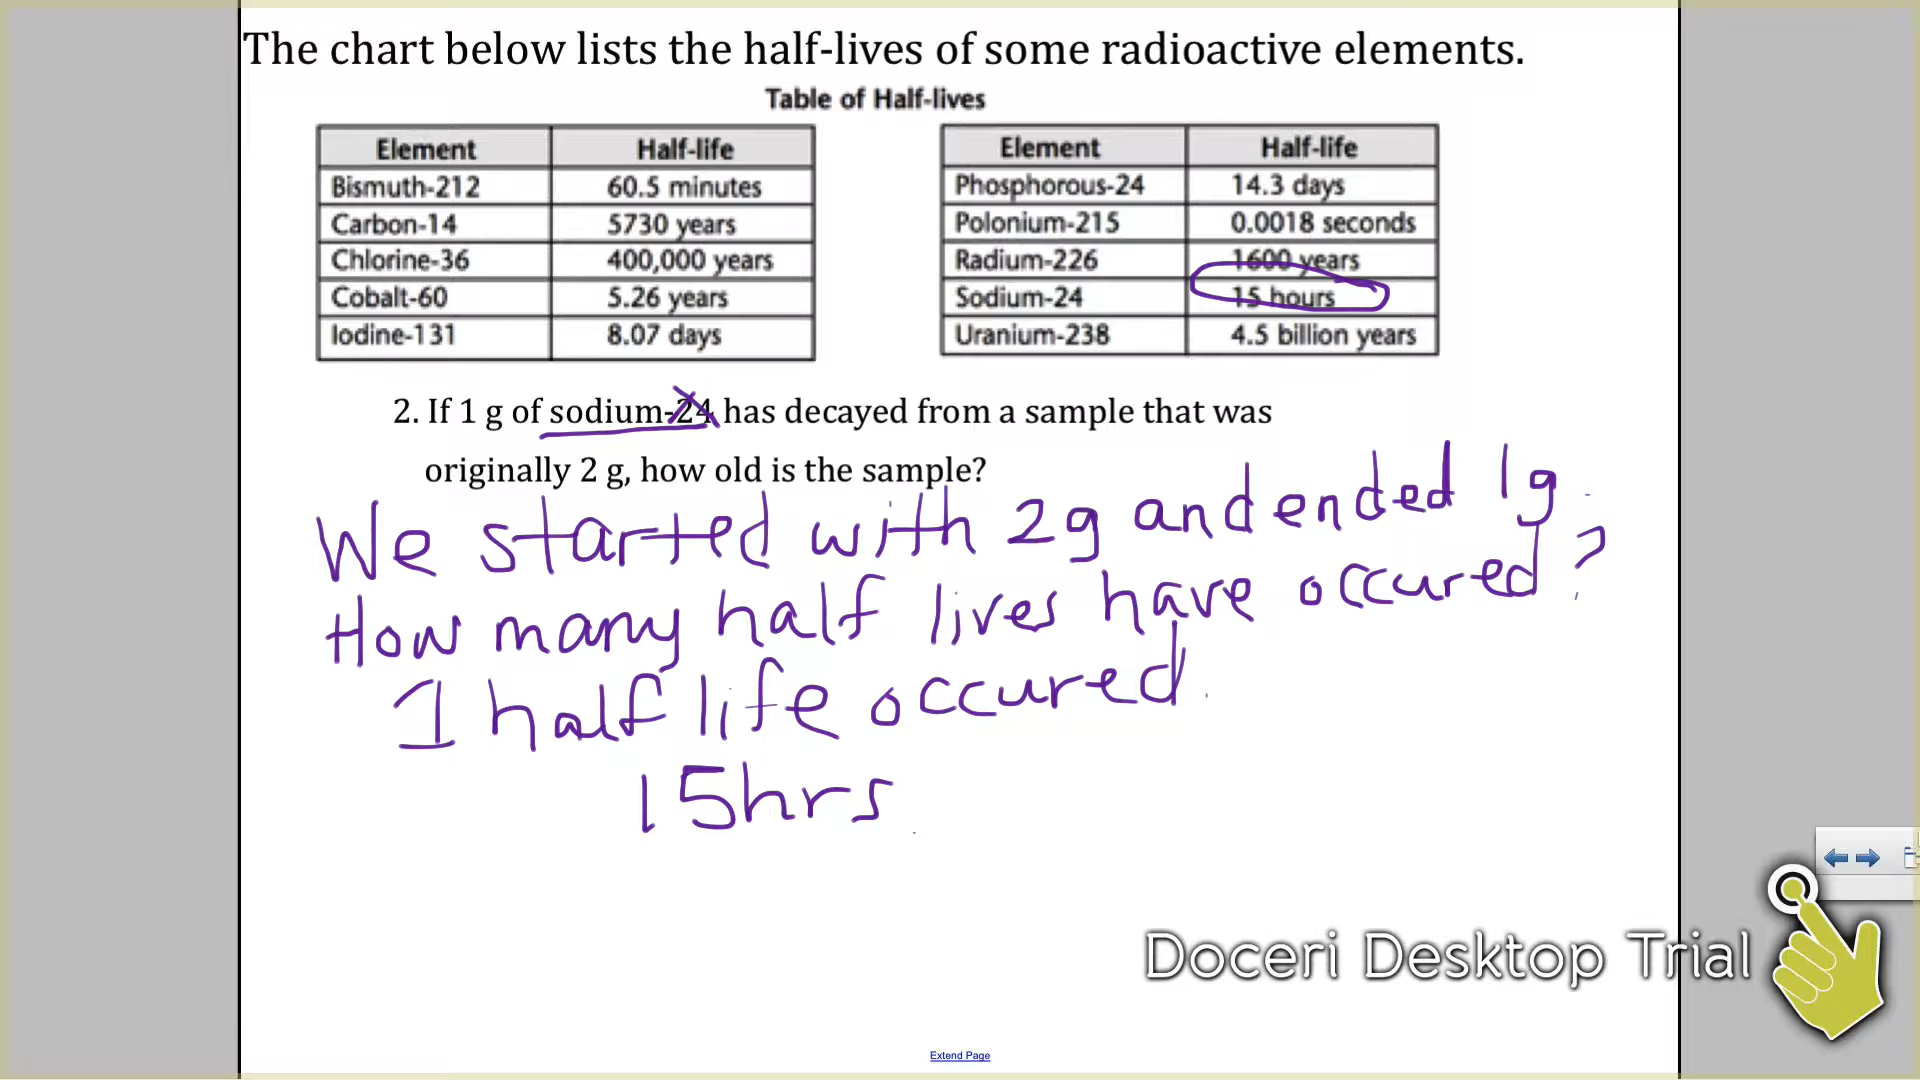 The chart below lists the half-lives of some radioactive elements.
Table of Half-lives
Element Half-life
Bismuth-212 60.5 minutes
Carbon-14 5730 years
Chlorine-36 400,000 years
Cobalt-60 5.26 years
Iodine-131 8.07 days
Element Half-life
Phosphorous-24 14.3 days
Polonium-215 0.0018 seconds
Radium-226 1600 years
Sodium-24 15 hours
Uranium-238 4.5 billion years
2. If 1 g of sodium-24 has decayed from a sample that was
originally 2 g, how old is the sample?
We started with 2g and ended 1g.
How many half lives have occured?
1 half life occured.
15hrs.
Doceri Desktop Trial
Extend Page